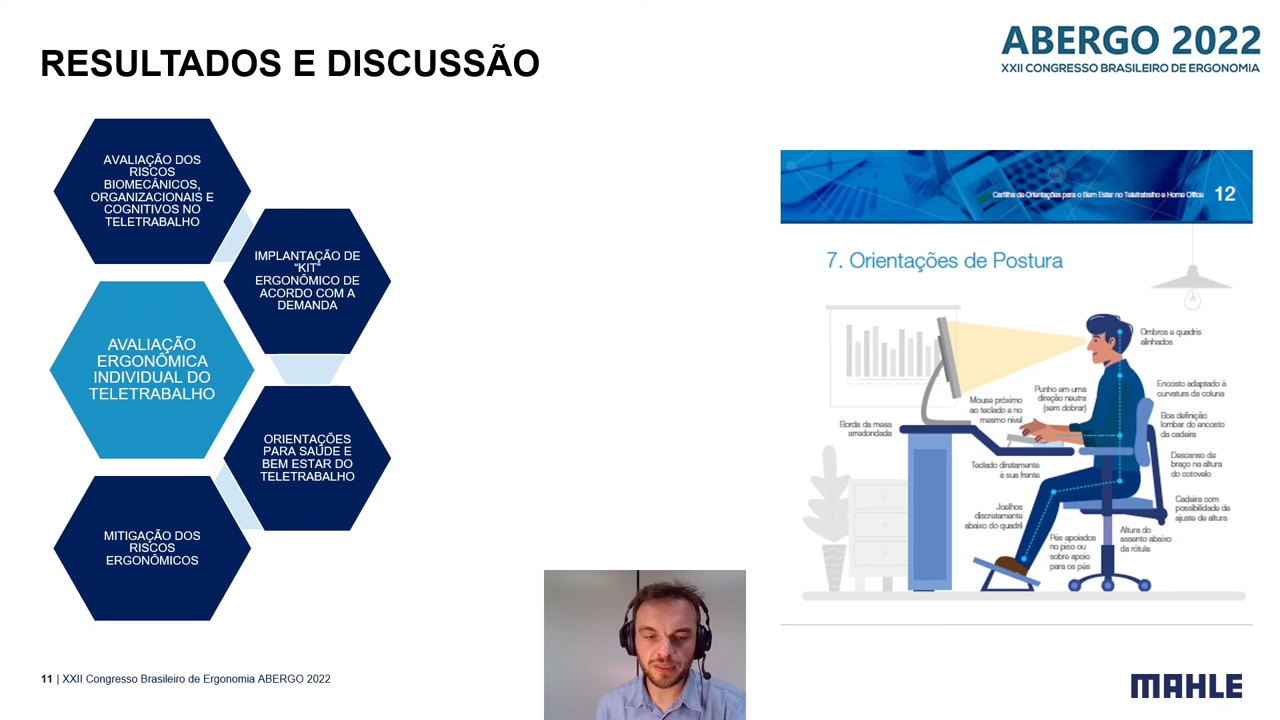 RESULTADOS E DISCUSSÃO
ABERGO 2022
XXII CONGRESSO BRASILEIRO DE ERGONOMIA
AVALIAÇÃO DOS
RISCOS
BIOMECÂNICOS,
ORGANIZACIONAIS E
COGNITIVOS NO
TELETRABALHO
IMPLANTAÇÃO DE
“KIT”
ERGONÔMICO DE
ACORDO COM A
DEMANDA
AVALIAÇÃO
ERGONÔMICA
INDIVIDUAL DO
TELETRABALHO
ORIENTAÇÕES
PARA SAÚDE E
BEM ESTAR DO
TELETRABALHO
MITIGAÇÃO DOS
RISCOS
ERGONÔMICOS
Cartilha de Orientações para o Bem Estar no Teletrabalho e Home Office 12
7. Orientações de Postura
Ombros e quadris
alinhados
Encosto adaptado à
curvatura da coluna
Boa definição
lombar do encosto
da cadeira
Descanso de
braço na altura
do cotovelo
Cadeira com
possibilidade de
ajuste de altura
Altura do
assento abaixo
da rótula
Punho em uma
direção neutra
(sem dobrar)
Mouse próximo
ao teclado e no
mesmo nível
Borda da mesa
arredondada
Teclado diretamente
à sua frente
Joelhos
discretamente
abaixo do quadril
Pés apoiados
no piso ou
sobre apoio
para os pés
11 | XXII Congresso Brasileiro de Ergonomia ABERGO 2022
MAHLE